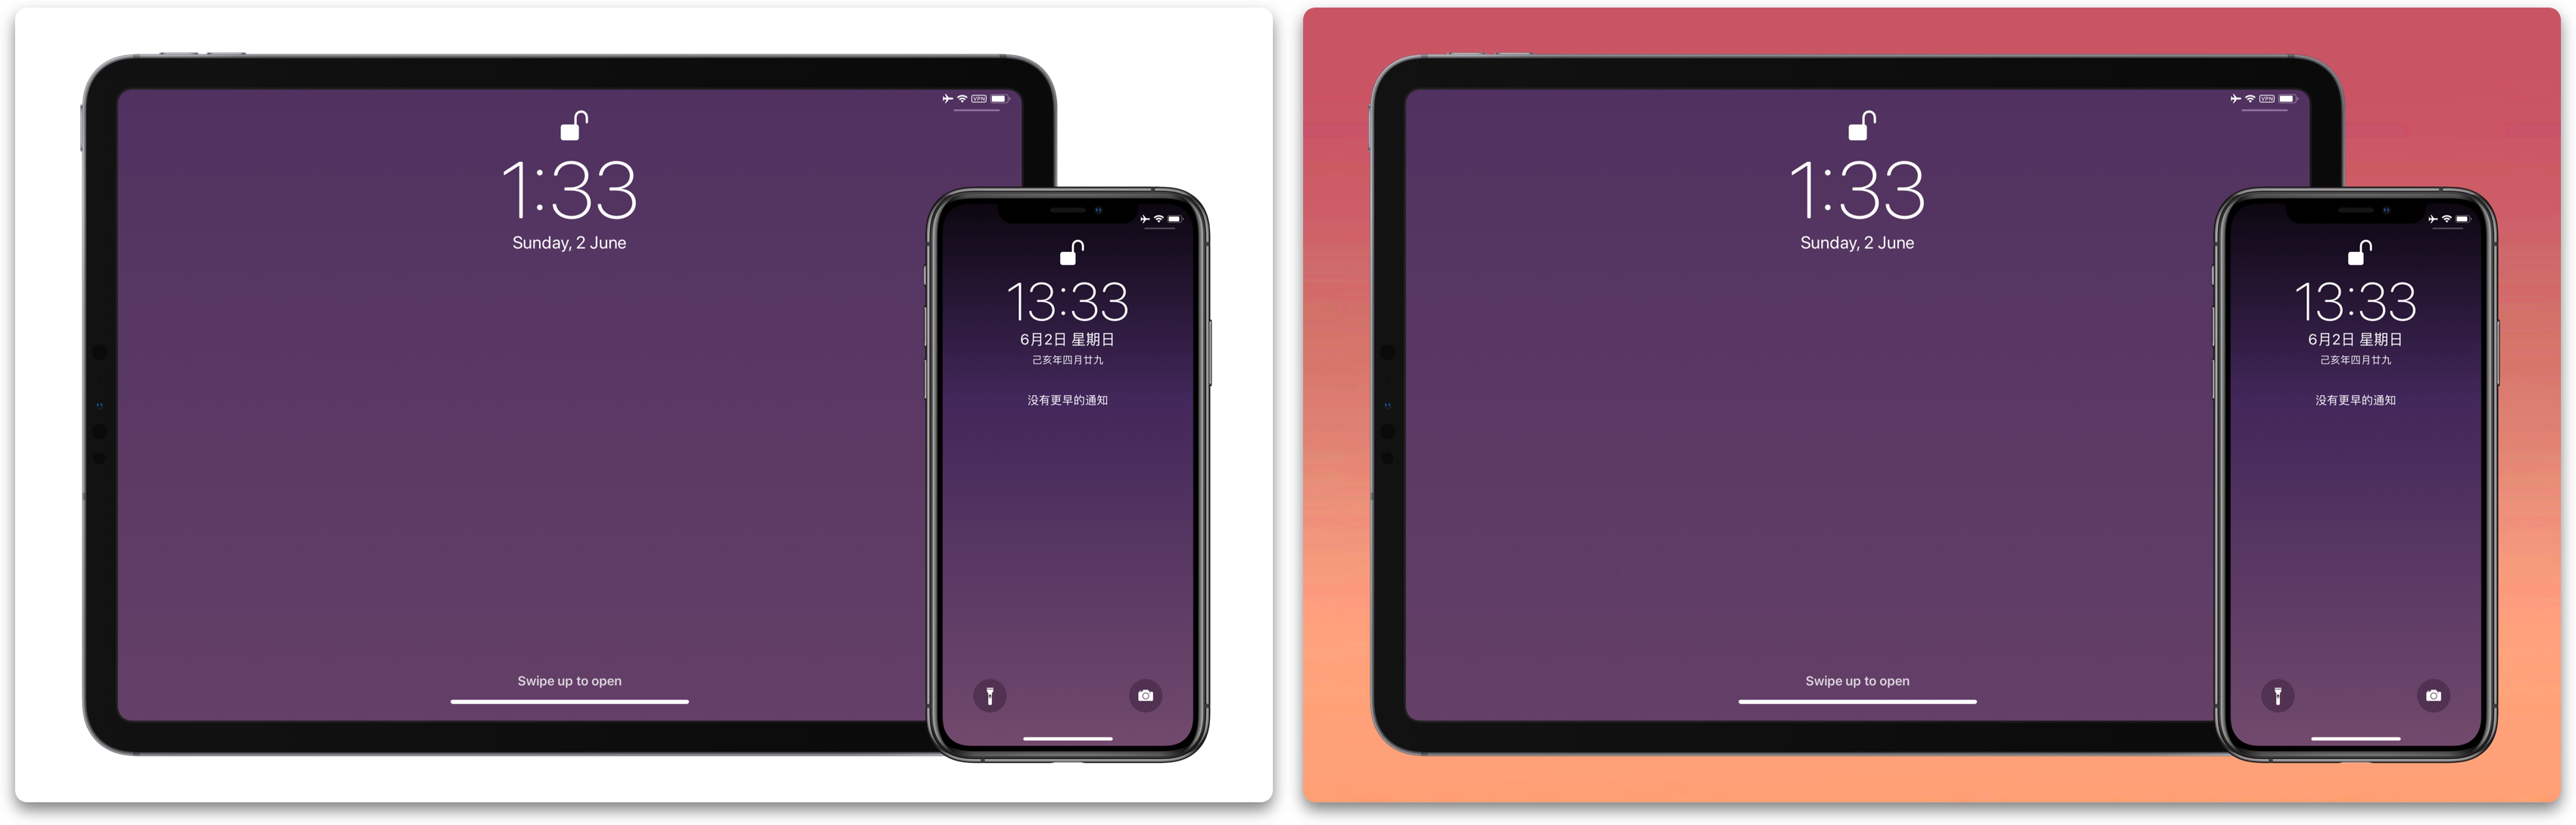 VPN
1:33
Sunday, 2 June
Swipe up to open
13:33
6月2日 星期日
己亥年四月廿九
没有更早的通知
VPN
1:33
Sunday, 2 June
Swipe up to open
13:33
6月2日 星期日
己亥年四月廿九
没有更早的通知